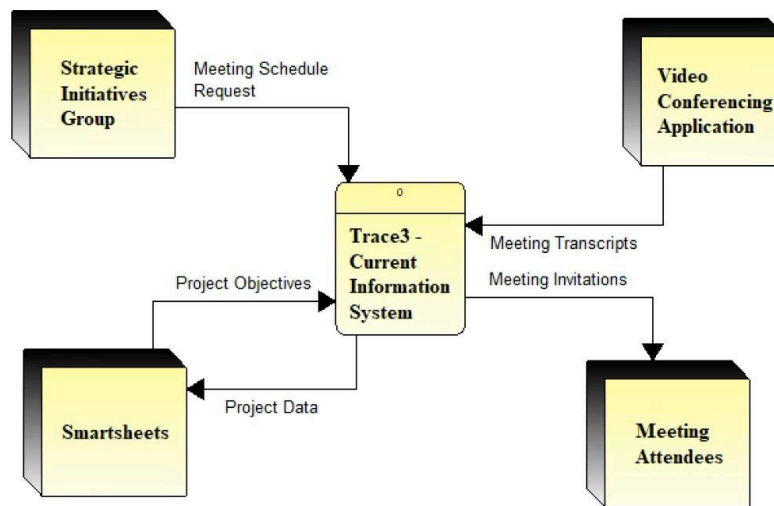 Strategic
Initiatives
Group
Meeting Schedule
Request
Video
Conferencing
Application
0
Trace3 -
Current
Information
System
Meeting Transcripts
Meeting Invitations
Project Objectives
Project Data
Smartsheets
Meeting
Attendees